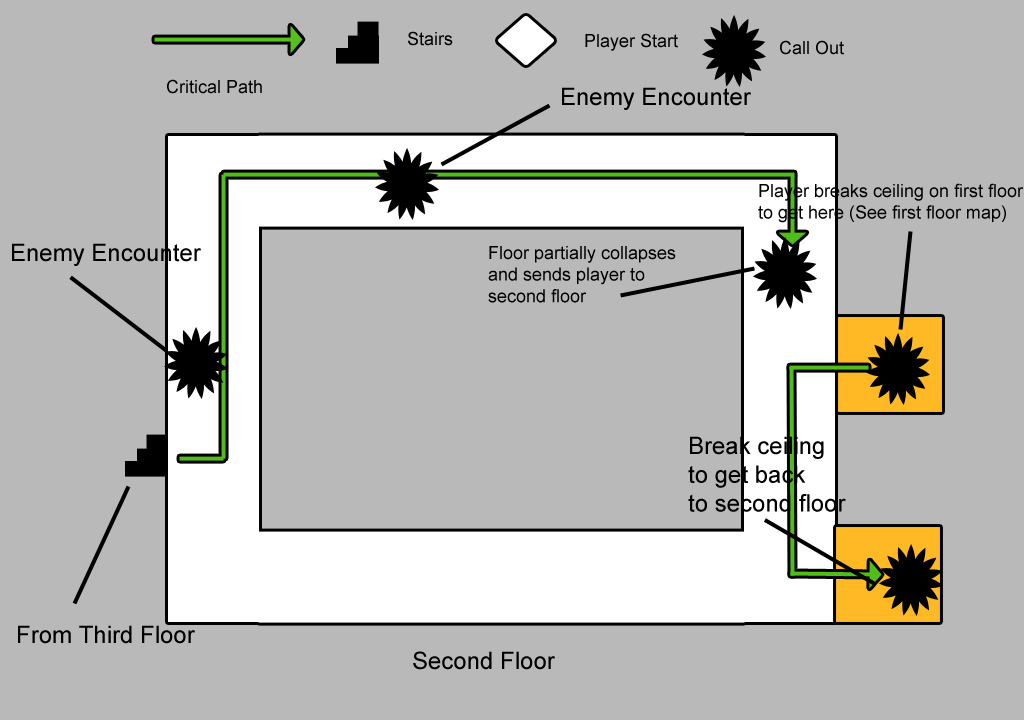 Stairs
Player Start
Call Out
Critical Path
Enemy Encounter
Player breaks ceiling on first floor
to get here (See first floor map)
Enemy Encounter
Floor partially collapses
and sends player to
second floor
Break ceiling
to get back
to second floor
From Third Floor
Second Floor